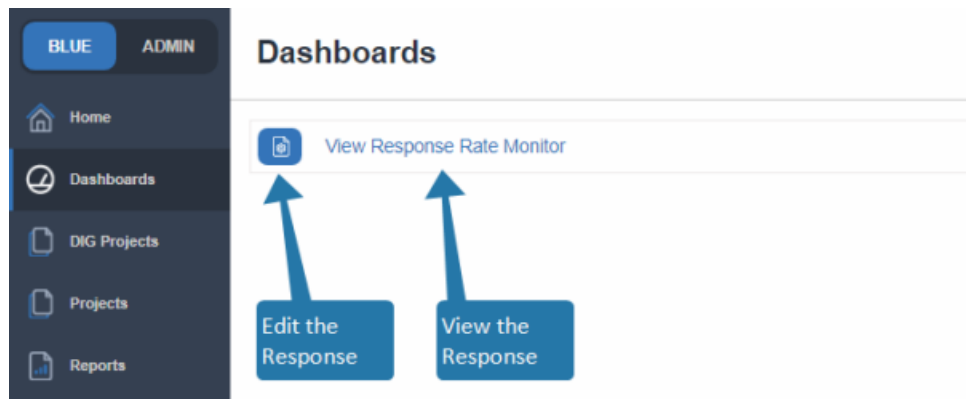 BLUE ADMIN
Dashboards
Home
View Response Rate Monitor
Dashboards
DIG Projects
Projects
Reports
Edit the
Response
View the
Response